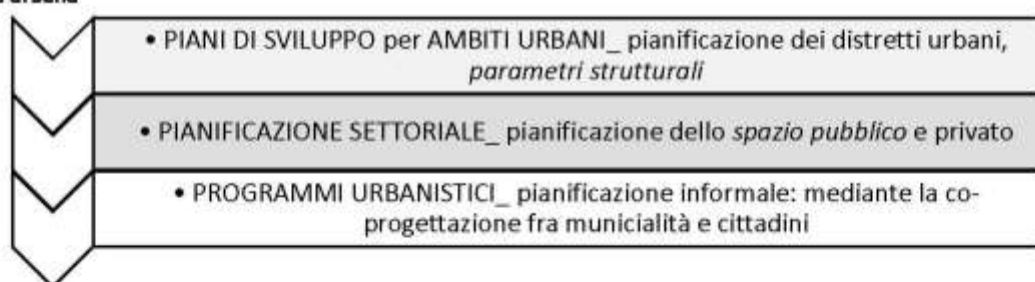 • PIANI DI SVILUPPO per AMBITI URBANI_ pianificazione dei distretti urbani,
parametri strutturali
• PIANIFICAZIONE SETTORIALE_ pianificazione dello spazio pubblico e privato
• PROGRAMMI URBANISTICI_ pianificazione informale: mediante la co-
progettazione fra municialità e cittadini